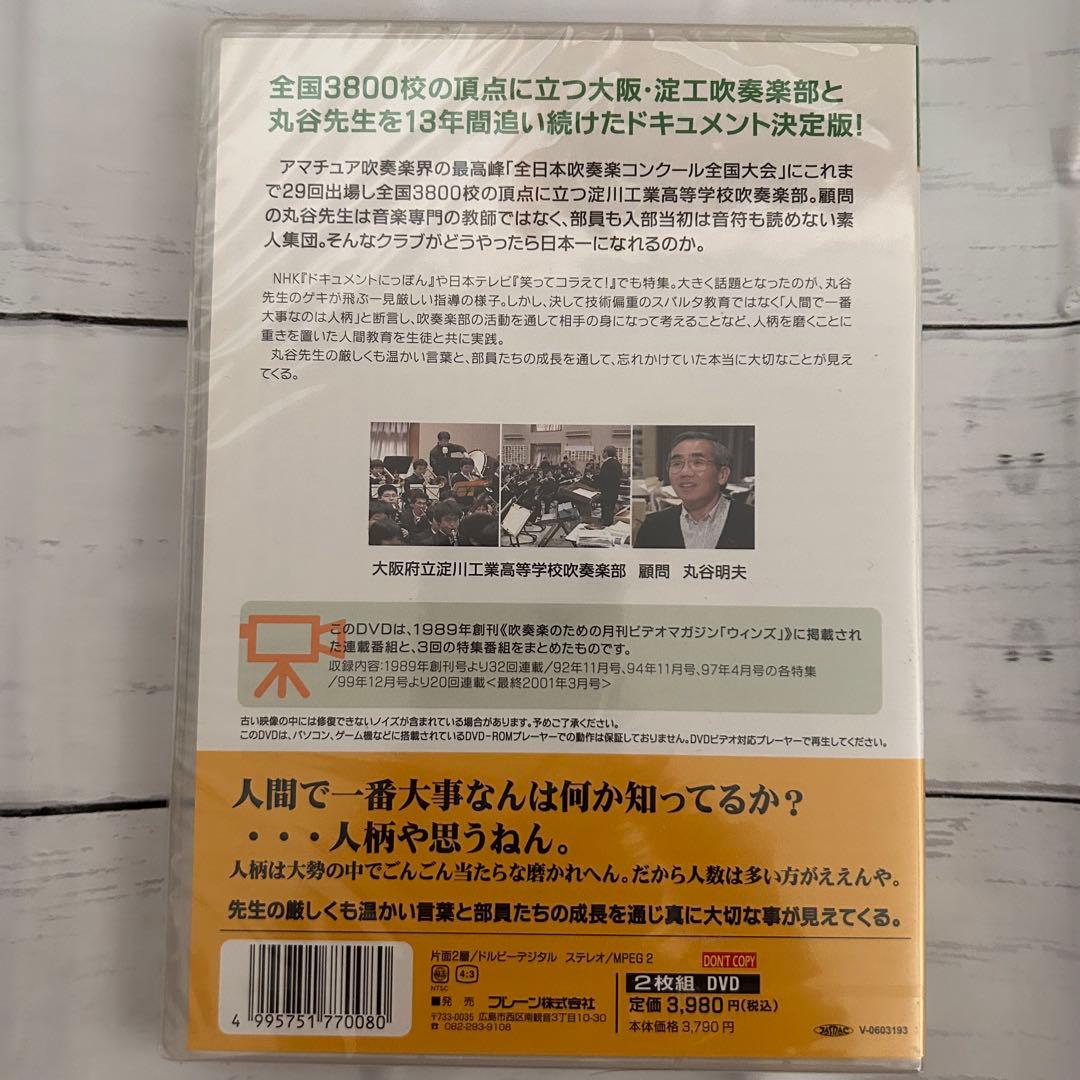 全国3800校の頂点に立つ大阪・淀工吹奏楽部と
丸谷先生を13年間追い続けたドキュメント決定版！
アマチュア吹奏楽界の最高峰「全日本吹奏楽コンクール全国大会」にこれま
で29回出場し全国3800校の頂点に立つ淀川工業高等学校吹奏楽部。顧問
の丸谷先生は音楽専門の教師ではなく、部員も入部当初は音符も読めない素
人集団。そんなクラブがどうやったら日本一になれるのか。
NHK『ドキュメントにっぽん』や日本テレビ『笑ってコラえて！』でも特集。大きく話題となったのが、丸谷
先生のゲキが飛ぶ一見厳しい指導の様子。しかし、決して技術偏重のスパルタ教育ではなく「人間で一番
大事なのは人柄」と断言し、吹奏楽部の活動を通して相手の身になって考えることなど、人柄を磨くことに
重きを置いた人間教育を生徒と共に実践。
丸谷先生の厳しくも温かい言葉と、部員たちの成長を通して、忘れかけていた本当に大切なことが見え
てくる。
大阪府立淀川工業高等学校吹奏楽部 顧問 丸谷明夫
このDVDは、1989年創刊《吹奏楽のための月刊ビデオマガジン「ウィンズ」》に掲載され
た連載番組と、3回の特集番組をまとめたものです。
収録内容:1989年創刊号より32回連載/92年11月号、94年11月号、97年4月号の各特集
/99年12月号より20回連載<最終2001年3月号>
古い映像の中には修復できないノイズが含まれている場合があります。予めご了承ください。
このDVDは、パソコン、ゲーム機などに搭載されているDVD-ROMプレーヤーでの動作は保証しておりません。DVDビデオ対応プレーヤーで再生してください。
人間で一番大事なんは何か知ってるか？
・・・人柄や思うねん。
人柄は大勢の中でごんごん当たらな磨かれへん。だから人数は多い方がええんや。
先生の厳しくも温かい言葉と部員たちの成長を通じ真に大切な事が見えてくる。
片面2層/ドルビーデジタル ステレオ/MPEG 2
DON'T COPY
NTSC
4:3
2枚組 DVD
■発 売 ブレーン株式会社
定価 3,980円(税込)
〒733-0035 広島市西区南観音3丁目10-30
本体価格 3,790円
☎ 082-293-9108
4 995751 770080
JASRAC V-0603193